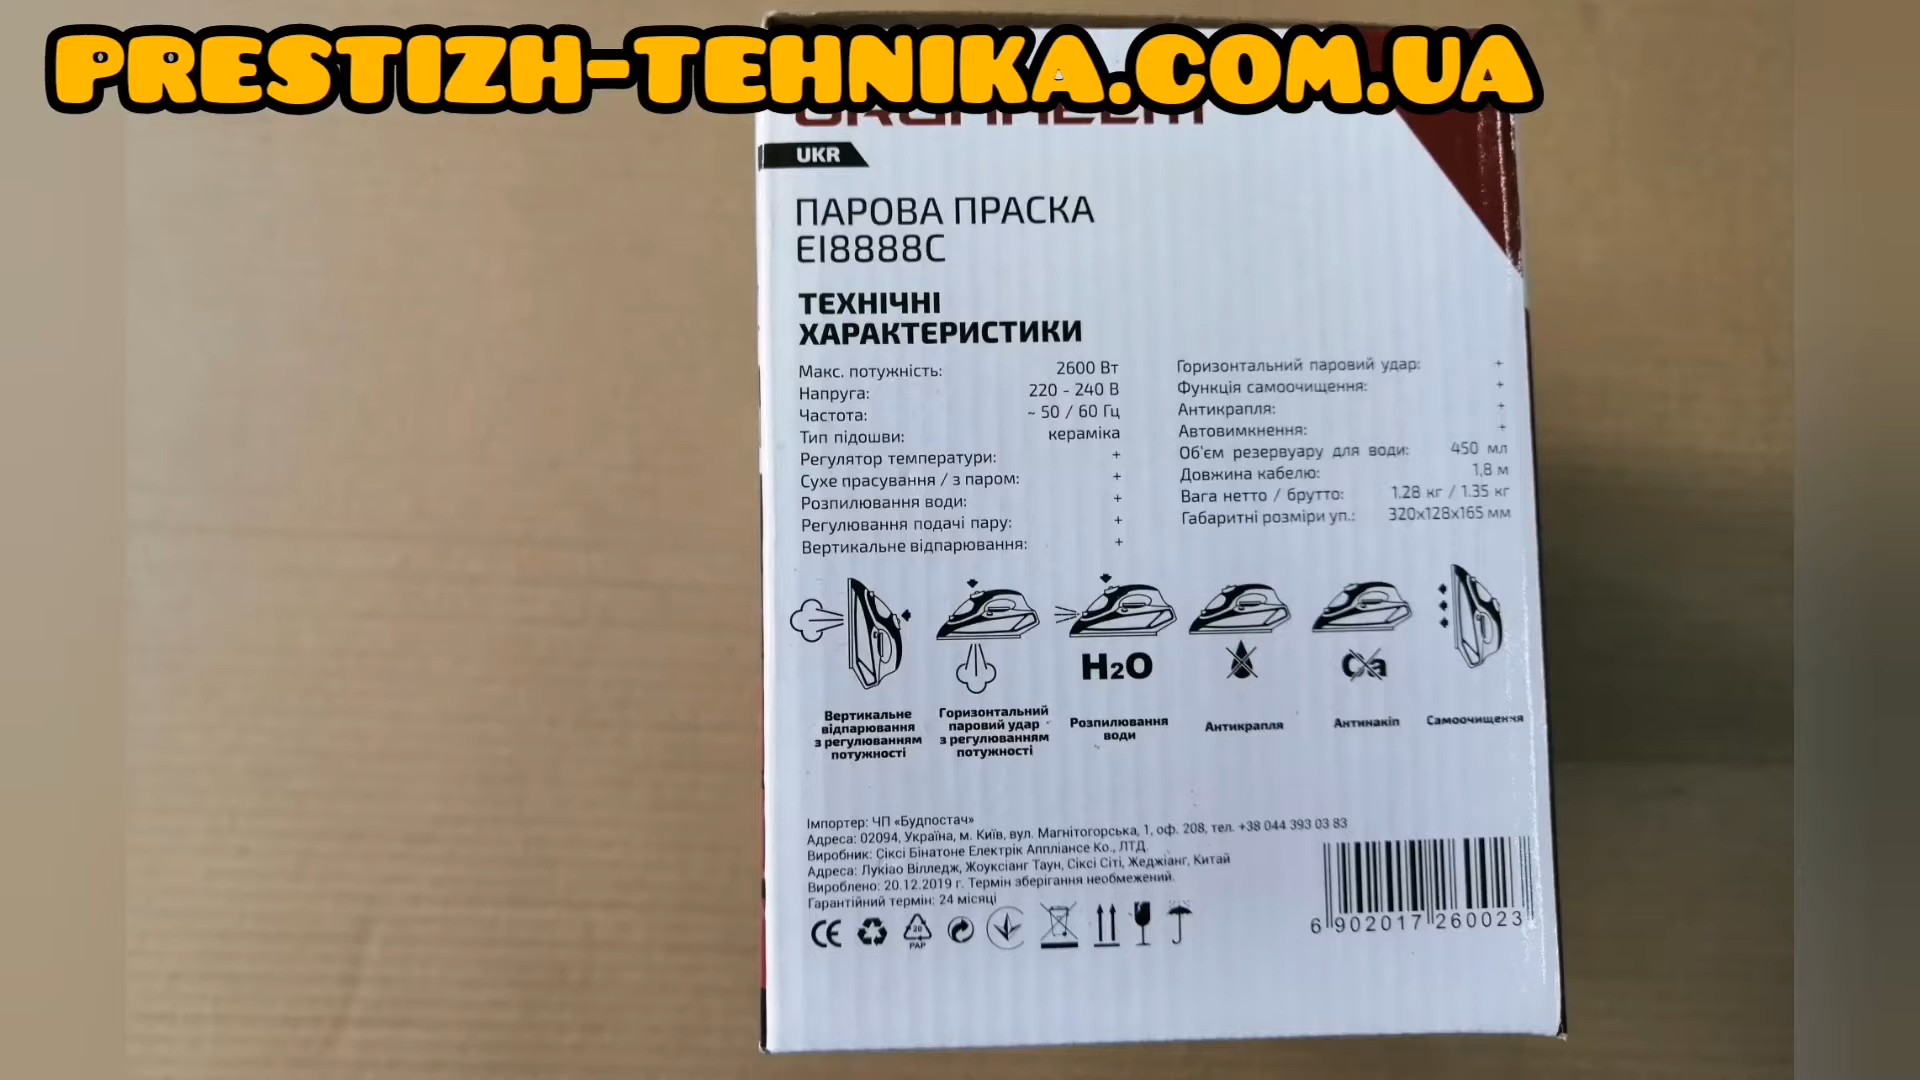 PRESTIZH-TEHNIKA.COM.UA
UKR
ПАРОВА ПРАСКА
EI8888C
ТЕХНІЧНІ
ХАРАКТЕРИСТИКИ
Макс. потужність: 2600 Вт
Напруга: 220 - 240 В
Частота: ~ 50 / 60 Гц
Тип підошви: кераміка
Регулятор температури: +
Сухе прасування / з паром: +
Розпилювання води: +
Регулювання подачі пару: +
Вертикальне відпарювання: +
Горизонтальний паровий удар: +
Функція самоочищення: +
Антикрапля: +
Автовимкнення: +
Об'єм резервуару для води: 450 мл
Довжина кабелю: 1,8 м
Вага нетто / брутто: 1.28 кг / 1.35 кг
Габаритні розміри уп.: 320x128x165 мм
H2O
Ca
Вертикальне
відпарювання
з регулюванням
потужності
Горизонтальний
паровий удар
з регулюванням
потужності
Розпилювання
води
Антикрапля
Антинакіп
Самоочищення
Імпортер: ЧП «Будпостач»
Адреса: 02094, Україна, м. Київ, вул. Магнітогорська, 1, оф. 208, тел. +38 044 393 03 83
Виробник: Сіксі Бінатоне Електрік Аппліансе Ко., ЛТД.
Адреса: Лукіао Вілледж, Жоуксіанг Таун, Сіксі Сіті, Жеджіанг, Китай
Вироблено: 20.12.2019 г. Термін зберігання необмежений.
Гарантійний термін: 24 місяці
CE
20
PAP
6 902017 260023